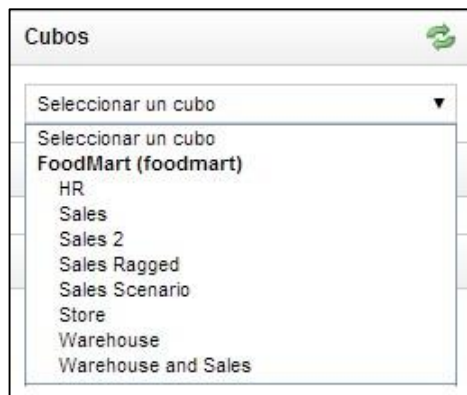 Cubos
Seleccionar un cubo
Seleccionar un cubo
FoodMart (foodmart)
HR
Sales
Sales 2
Sales Ragged
Sales Scenario
Store
Warehouse
Warehouse and Sales